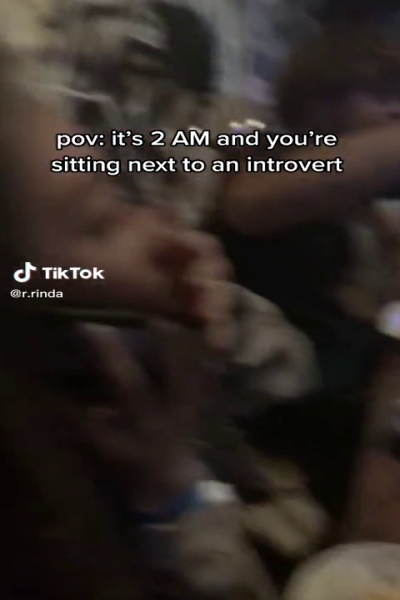 pov: it's 2 AM and you're
sitting next to an introvert
TikTok
@r.rinda